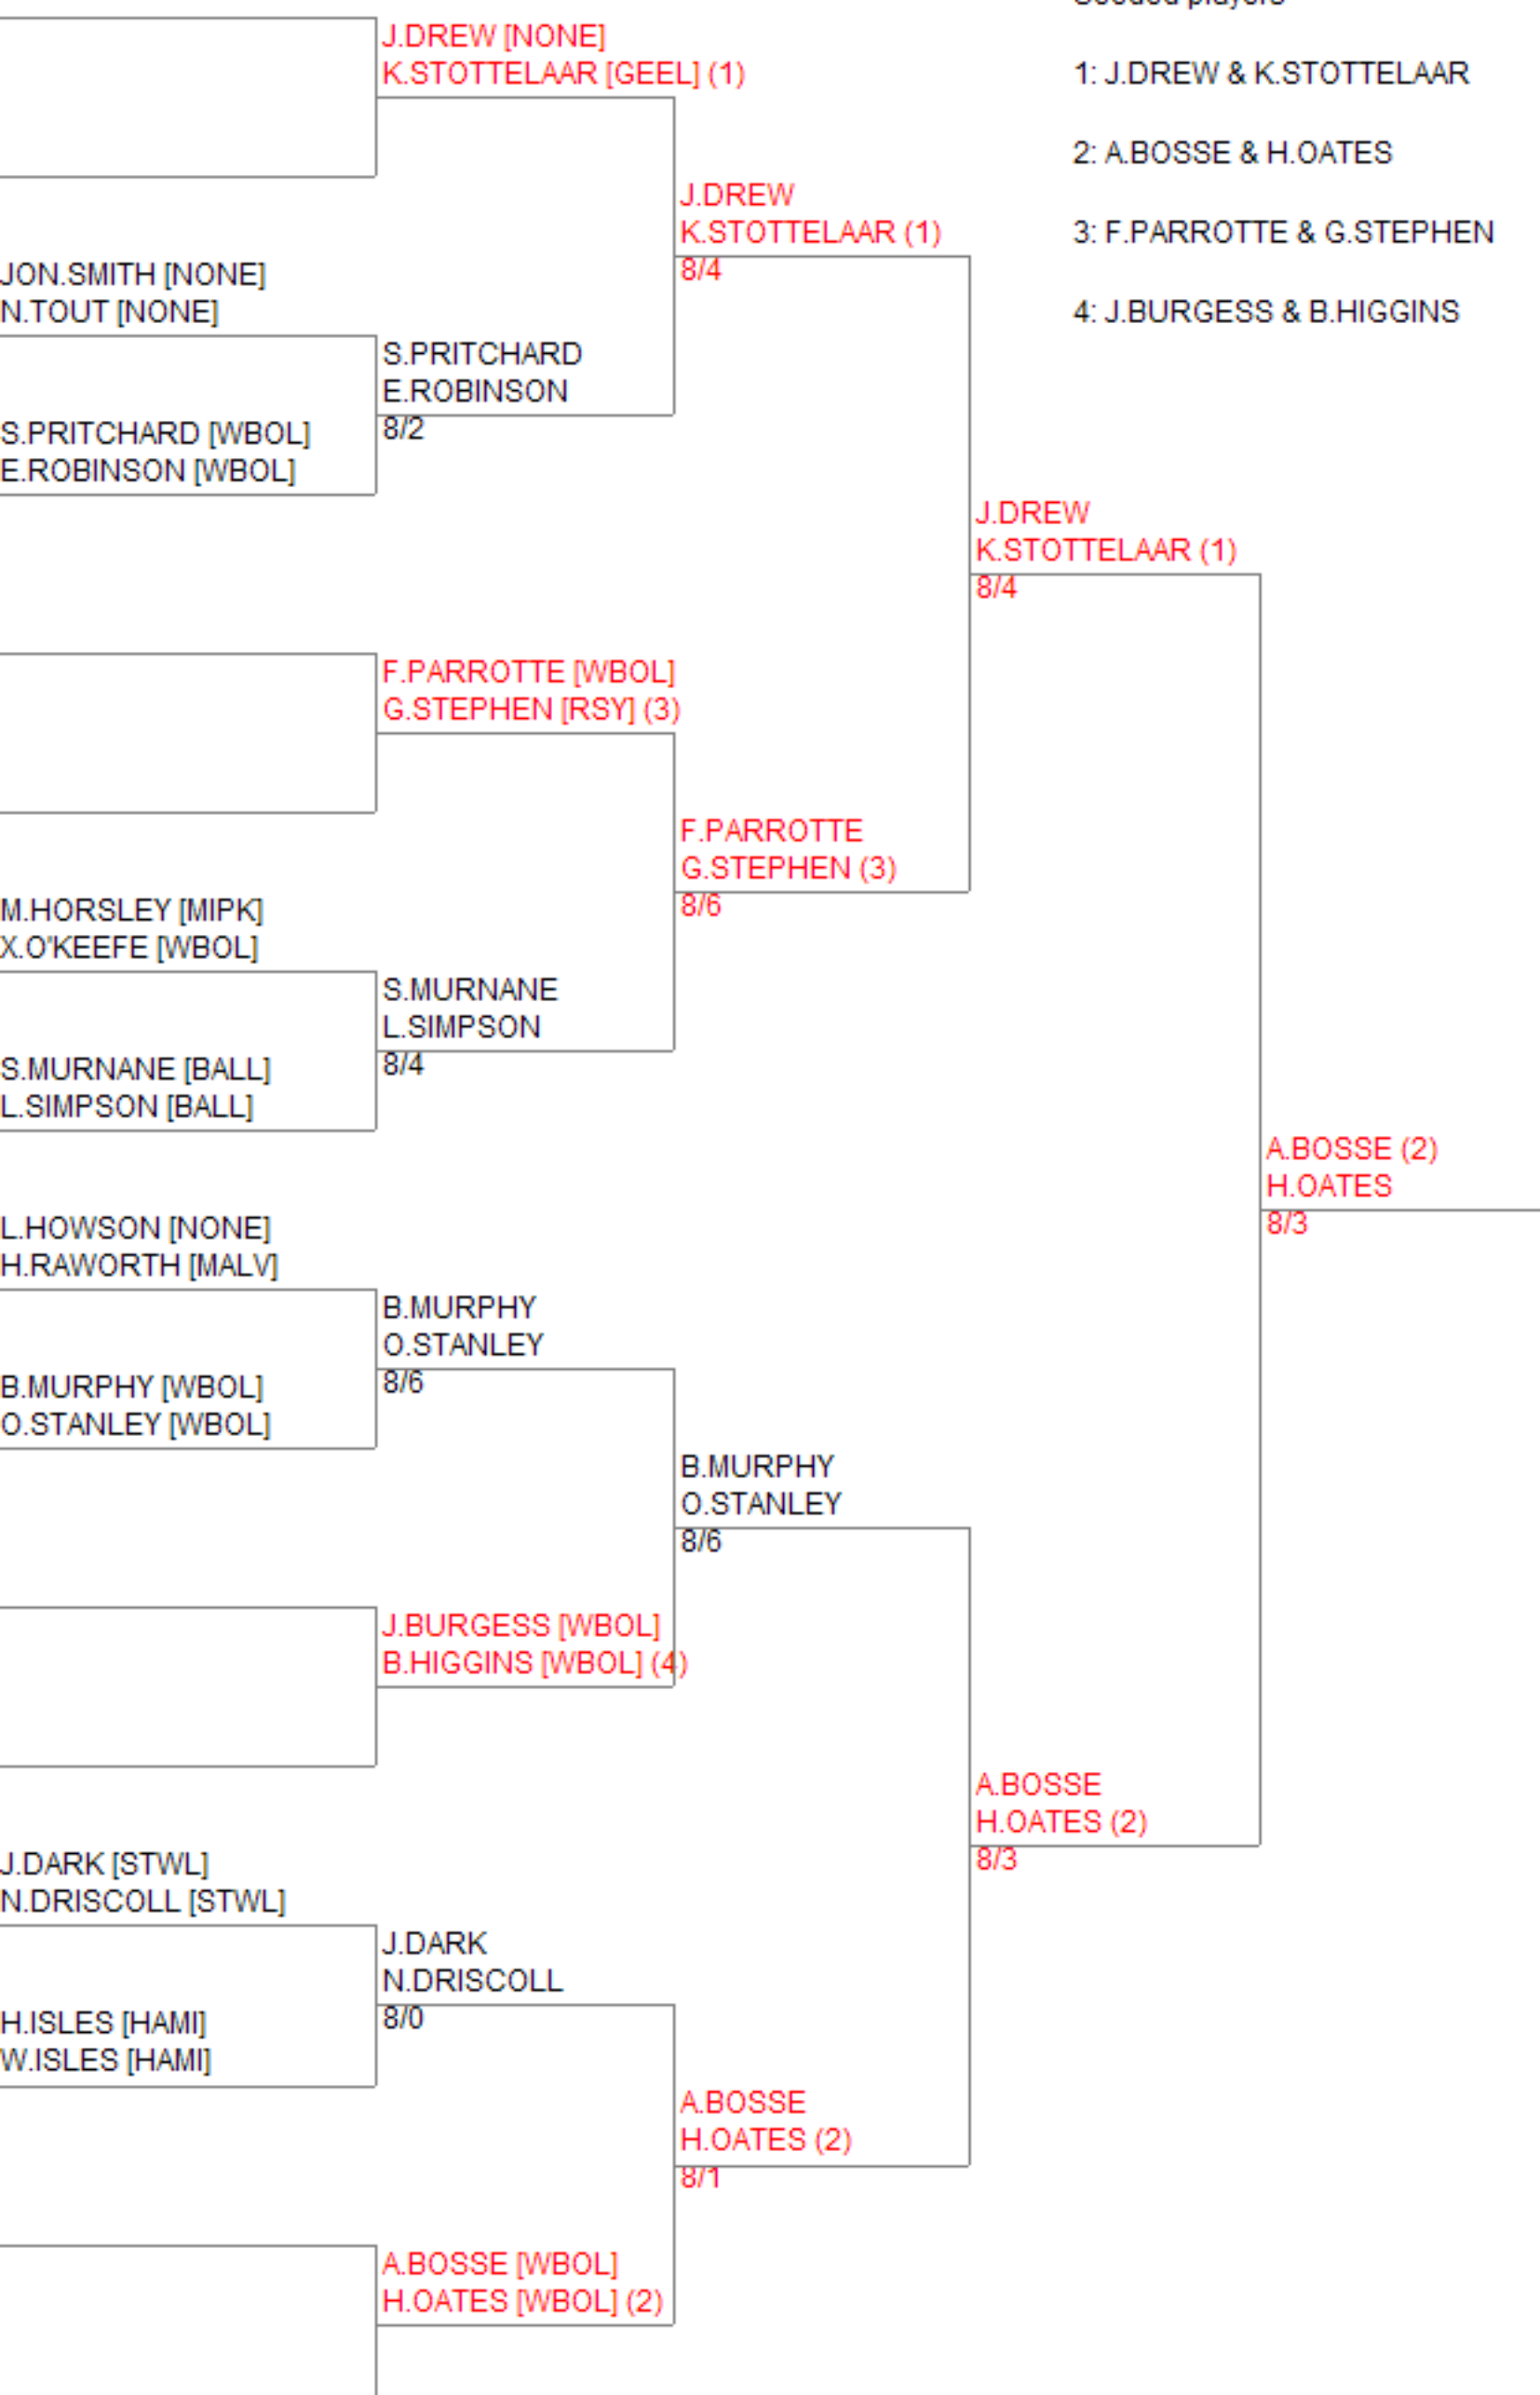 Seeded players
1: J.DREW & K.STOTTELAAR
2: A.BOSSE & H.OATES
3: F.PARROTTE & G.STEPHEN
4: J.BURGESS & B.HIGGINS
JON.SMITH [NONE]
N.TOUT [NONE]
S.PRITCHARD [WBOL]
E.ROBINSON [WBOL]
M.HORSLEY [MIPK]
X.O'KEEFE [WBOL]
S.MURNANE [BALL]
L.SIMPSON [BALL]
L.HOWSON [NONE]
H.RAWORTH [MALV]
B.MURPHY [WBOL]
O.STANLEY [WBOL]
J.DARK [STWL]
N.DRISCOLL [STWL]
H.ISLES [HAMI]
W.ISLES [HAMI]
J.DREW [NONE]
K.STOTTELAAR [GEEL] (1)
S.PRITCHARD
E.ROBINSON
8/2
F.PARROTTE [WBOL]
G.STEPHEN [RSY] (3)
S.MURNANE
L.SIMPSON
8/4
B.MURPHY
O.STANLEY
8/6
J.BURGESS [WBOL]
B.HIGGINS [WBOL] (4)
J.DARK
N.DRISCOLL
8/0
A.BOSSE [WBOL]
H.OATES [WBOL] (2)
J.DREW
K.STOTTELAAR (1)
8/4
F.PARROTTE
G.STEPHEN (3)
8/6
B.MURPHY
O.STANLEY
8/6
A.BOSSE
H.OATES (2)
8/1
J.DREW
K.STOTTELAAR (1)
8/4
A.BOSSE
H.OATES (2)
8/3
A.BOSSE (2)
H.OATES
8/3